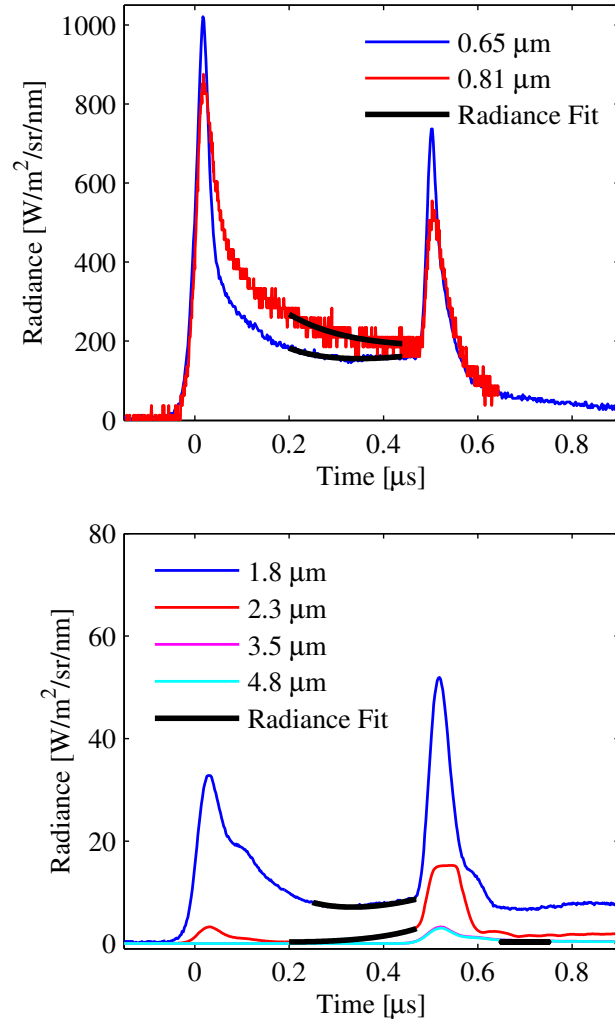 1000
800
600
400
200
0
Radiance [W/m²/sr/nm]
0.65 μm
0.81 μm
Radiance Fit
0 0.2 0.4 0.6 0.8
Time [μs]
80
60
40
20
0
Radiance [W/m²/sr/nm]
1.8 μm
2.3 μm
3.5 μm
4.8 μm
Radiance Fit
0 0.2 0.4 0.6 0.8
Time [μs]